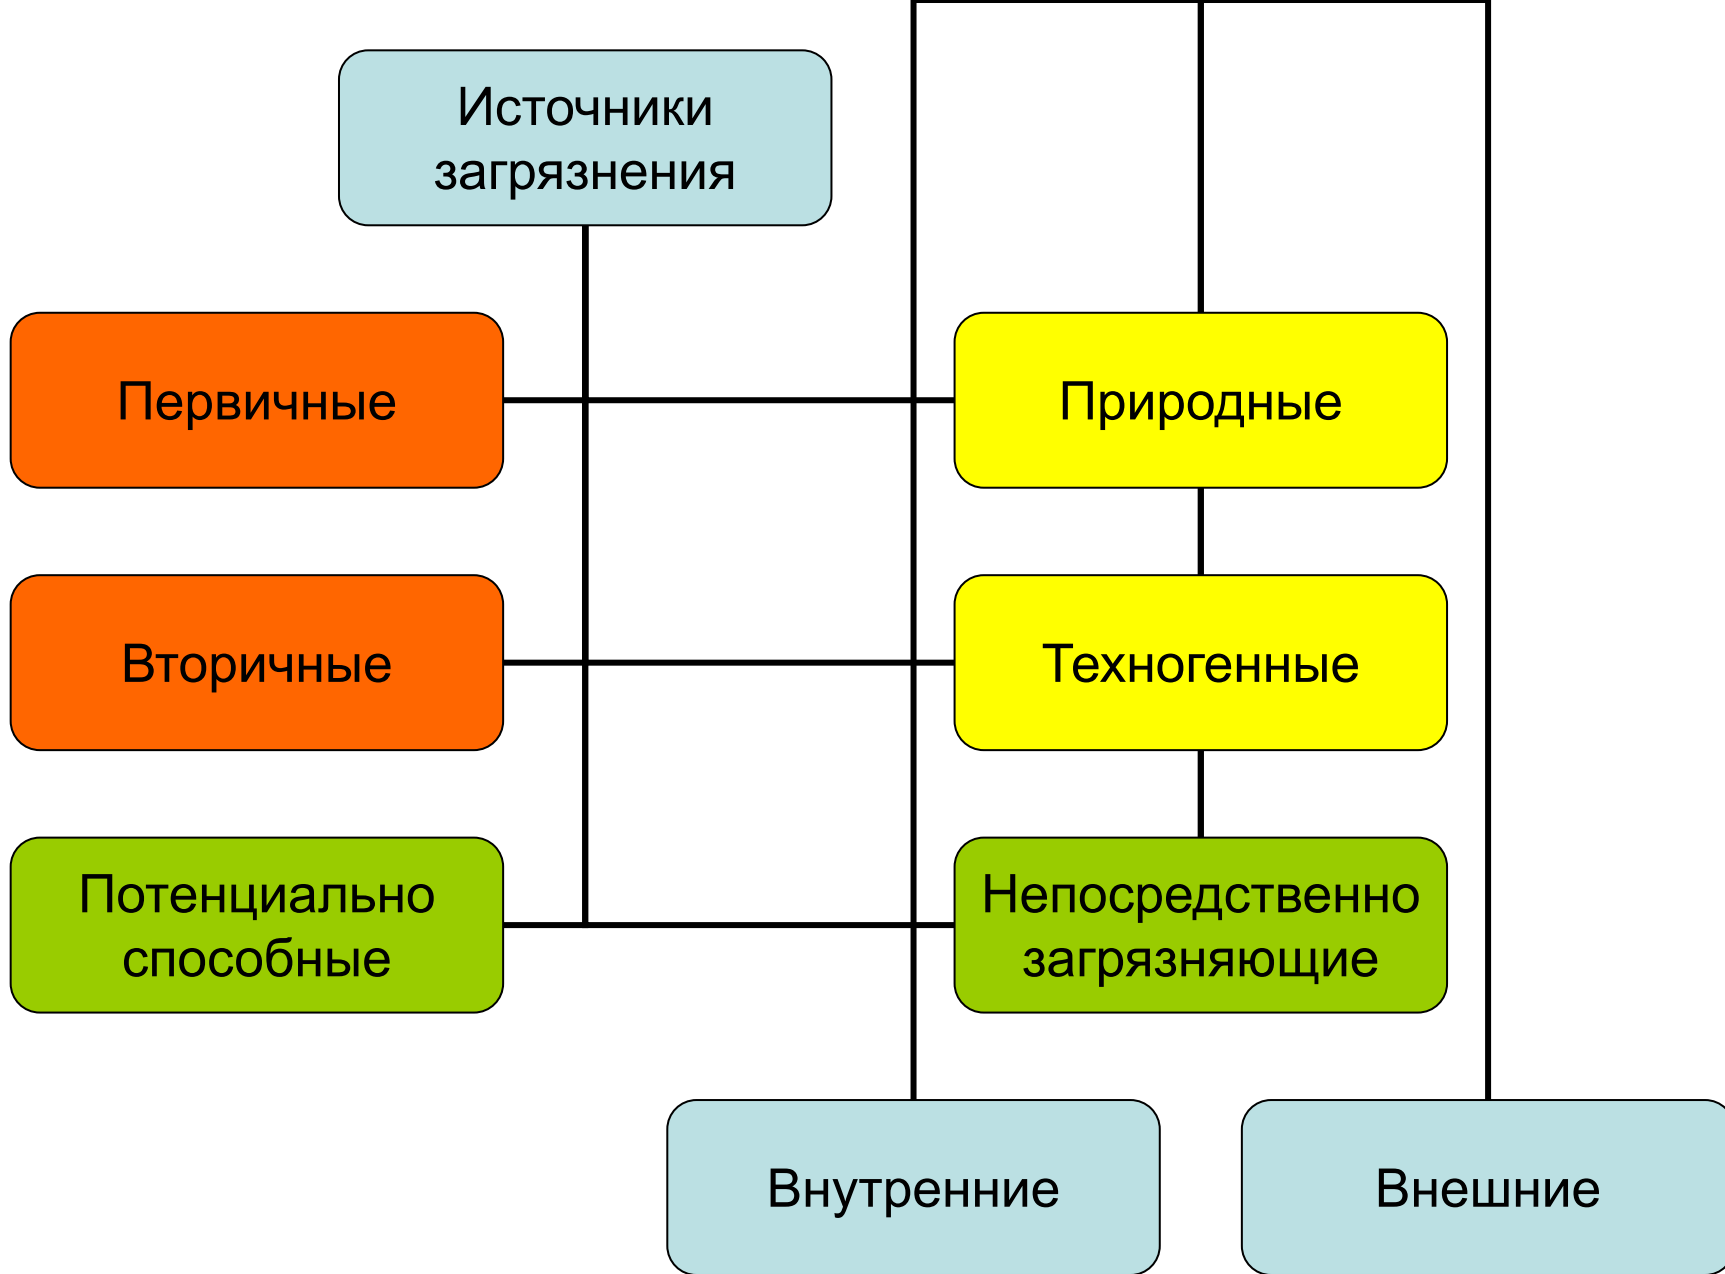 Источники
загрязнения
Первичные
Природные
Вторичные
Техногенные
Потенциально
способные
Непосредственно
загрязняющие
Внутренние
Внешние